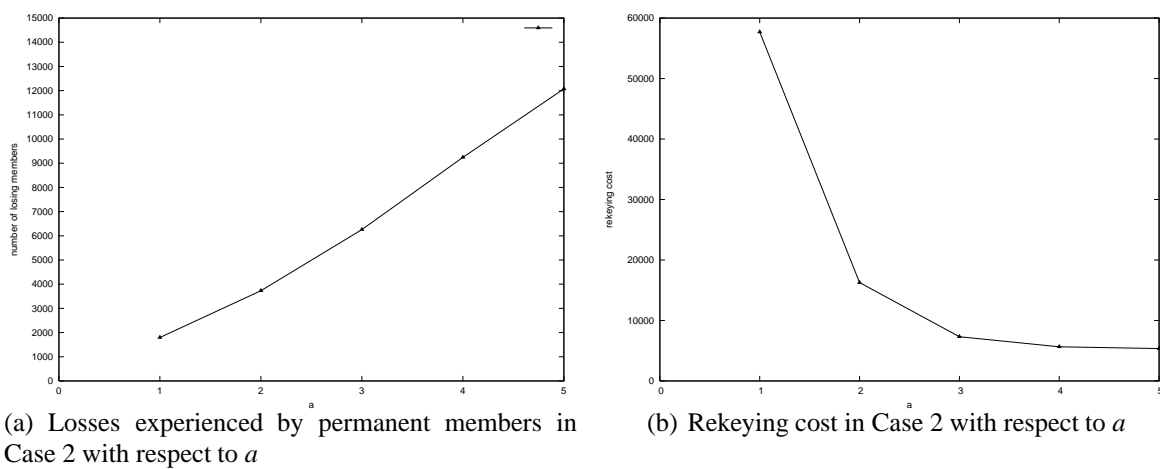 15000
14000
13000
12000
11000
10000
9000
8000
7000
6000
5000
4000
3000
2000
1000
0
number of losing members
0 1 2 3 4 5
a
(a) Losses experienced by permanent members in
Case 2 with respect to a
60000
50000
40000
30000
20000
10000
0
rekeying cost
0 1 2 3 4 5
a
(b) Rekeying cost in Case 2 with respect to a